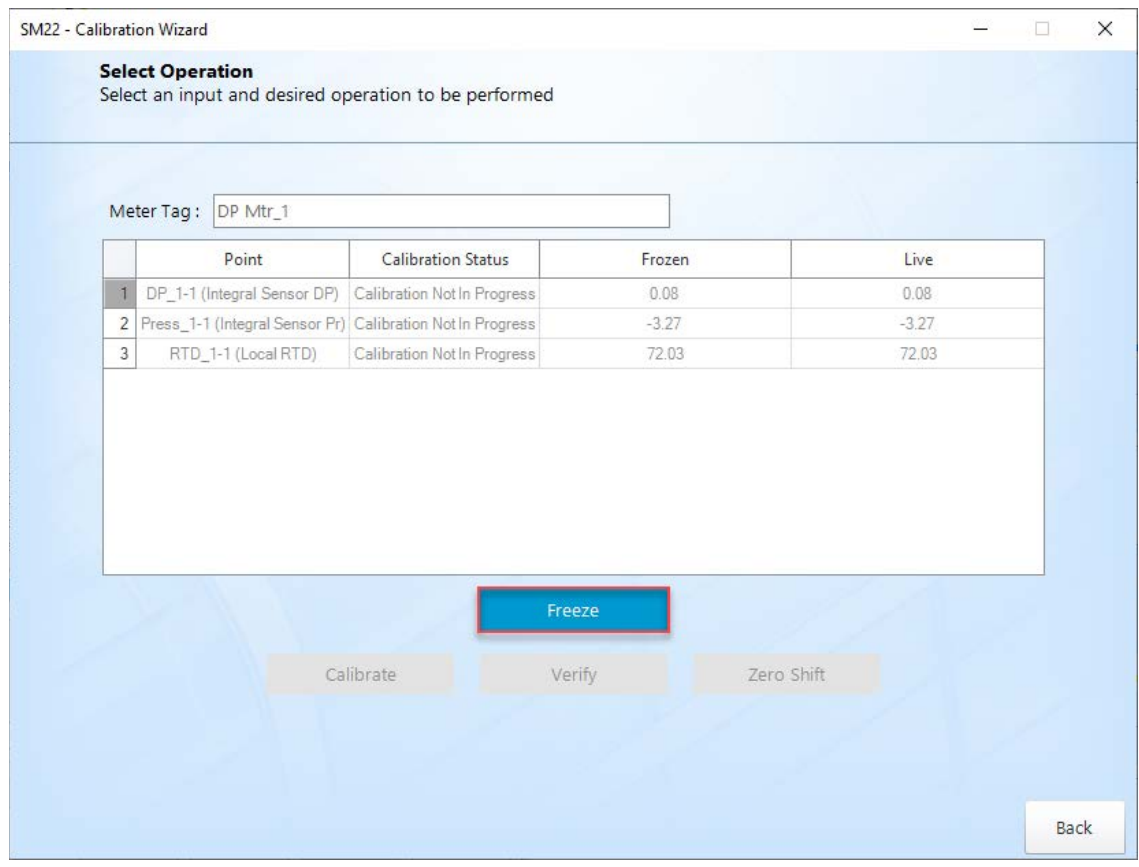 SM22 - Calibration Wizard
Select Operation
Select an input and desired operation to be performed
Meter Tag : DP Mtr_1
Point Calibration Status Frozen Live
1 DP_1-1 (Integral Sensor DP) Calibration Not In Progress 0.08 0.08
2 Press_1-1 (Integral Sensor Pr) Calibration Not In Progress -3.27 -3.27
3 RTD_1-1 (Local RTD) Calibration Not In Progress 72.03 72.03
Freeze
Calibrate Verify Zero Shift
Back